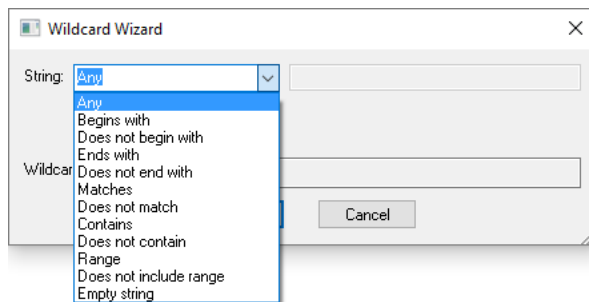 Wildcard Wizard
String: Any
Any
Begins with
Does not begin with
Ends with
Wildcar
Does not end with
Matches
Does not match
Contains
Cancel
Does not contain
Range
Does not include range
Empty string